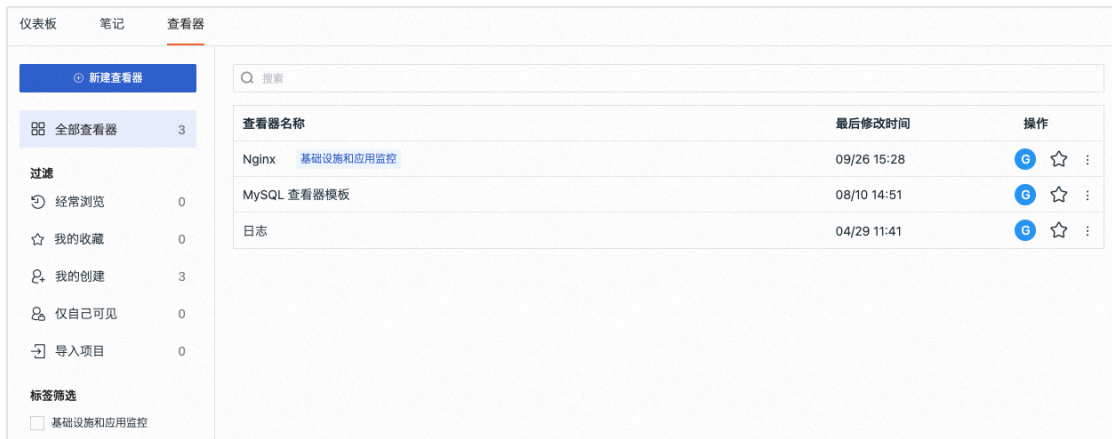 仪表板 笔记 查看器
新建查看器
全部查看器 3
过滤
经常浏览 0
我的收藏 0
我的创建 3
仅自己可见 0
导入项目 0
标签筛选
基础设施和应用监控
搜索
查看器名称 最后修改时间 操作
Nginx 基础设施和应用监控 09/26 15:28 G
MySQL 查看器模板 08/10 14:51 G
日志 04/29 11:41 G